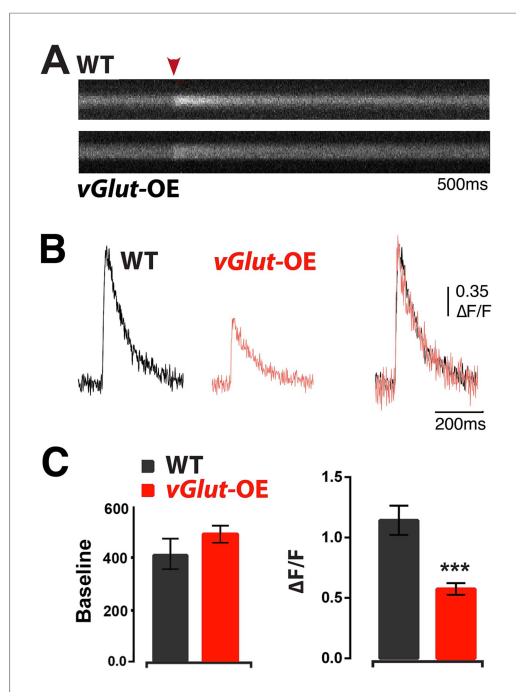 A
WT
vGlut-OE
500ms
B
WT
vGlut-OE
0.35
ΔF/F
200ms
C
WT
vGlut-OE
600
400
200
0.0
Baseline
1.5
1.0
0.5
0.0
ΔF/F
***